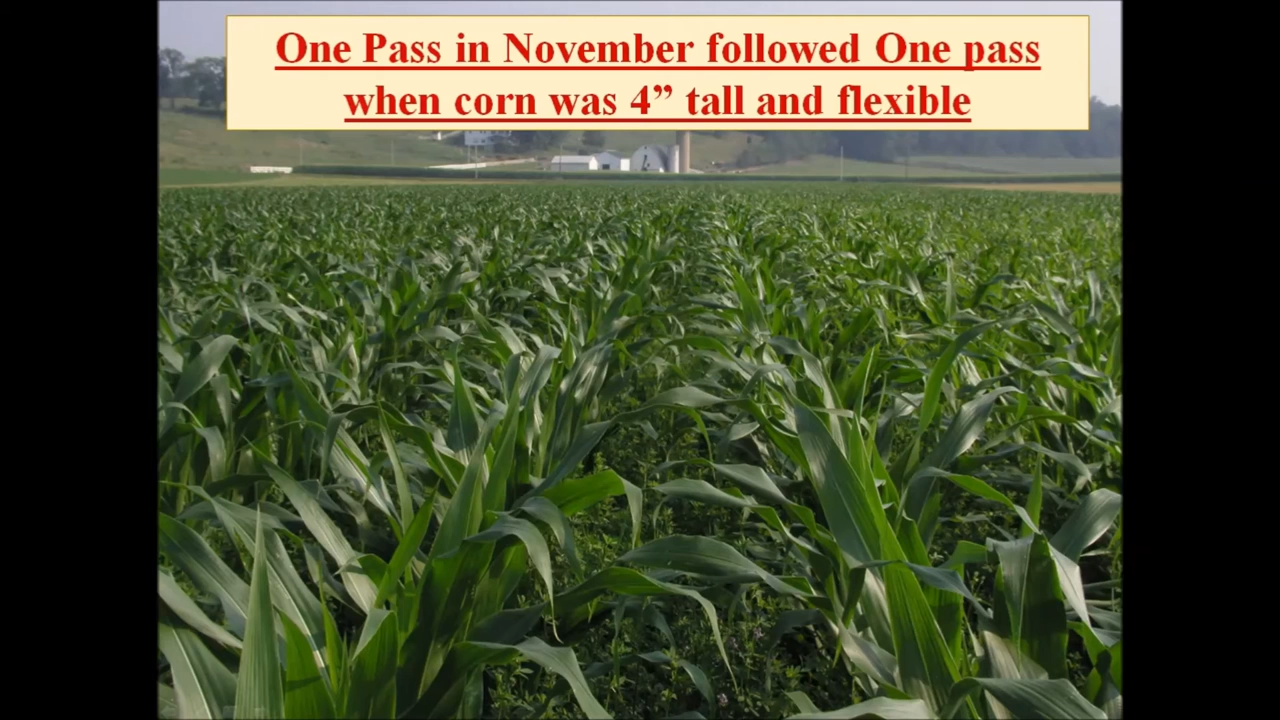 One Pass in November followed One pass
when corn was 4” tall and flexible